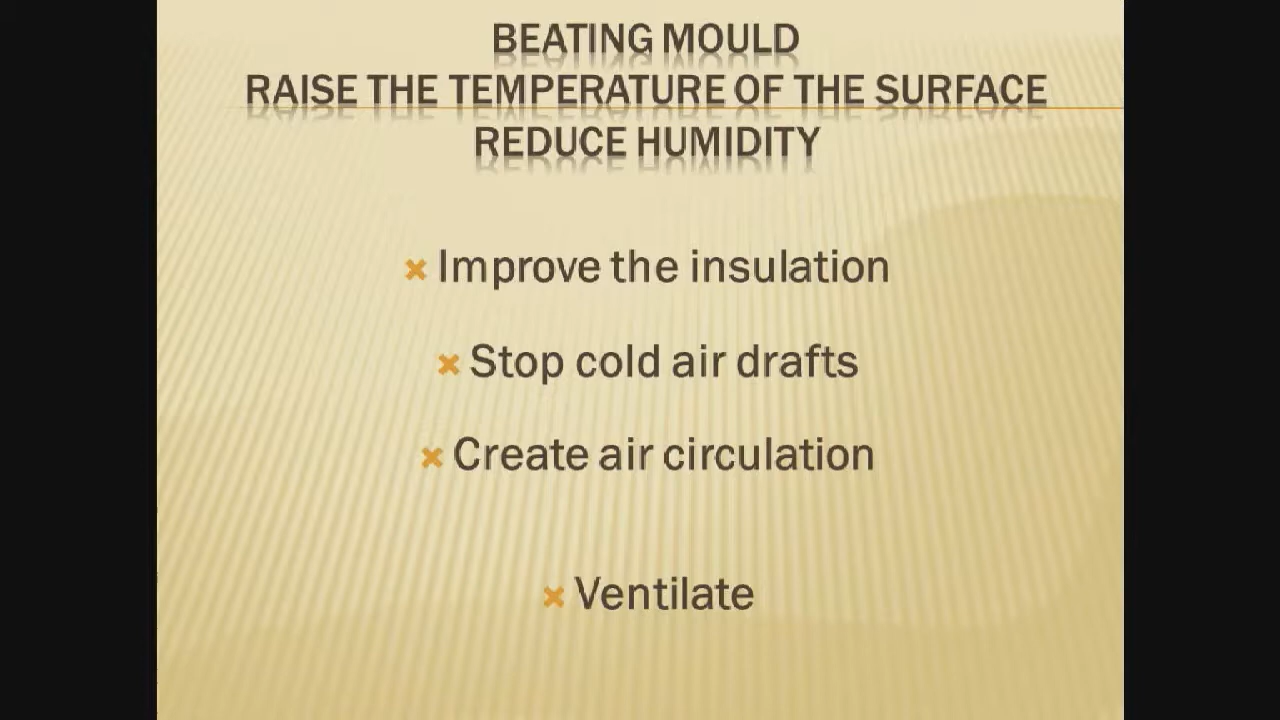 BEATING MOULD
RAISE THE TEMPERATURE OF THE SURFACE
REDUCE HUMIDITY
Improve the insulation
Stop cold air drafts
Create air circulation
Ventilate